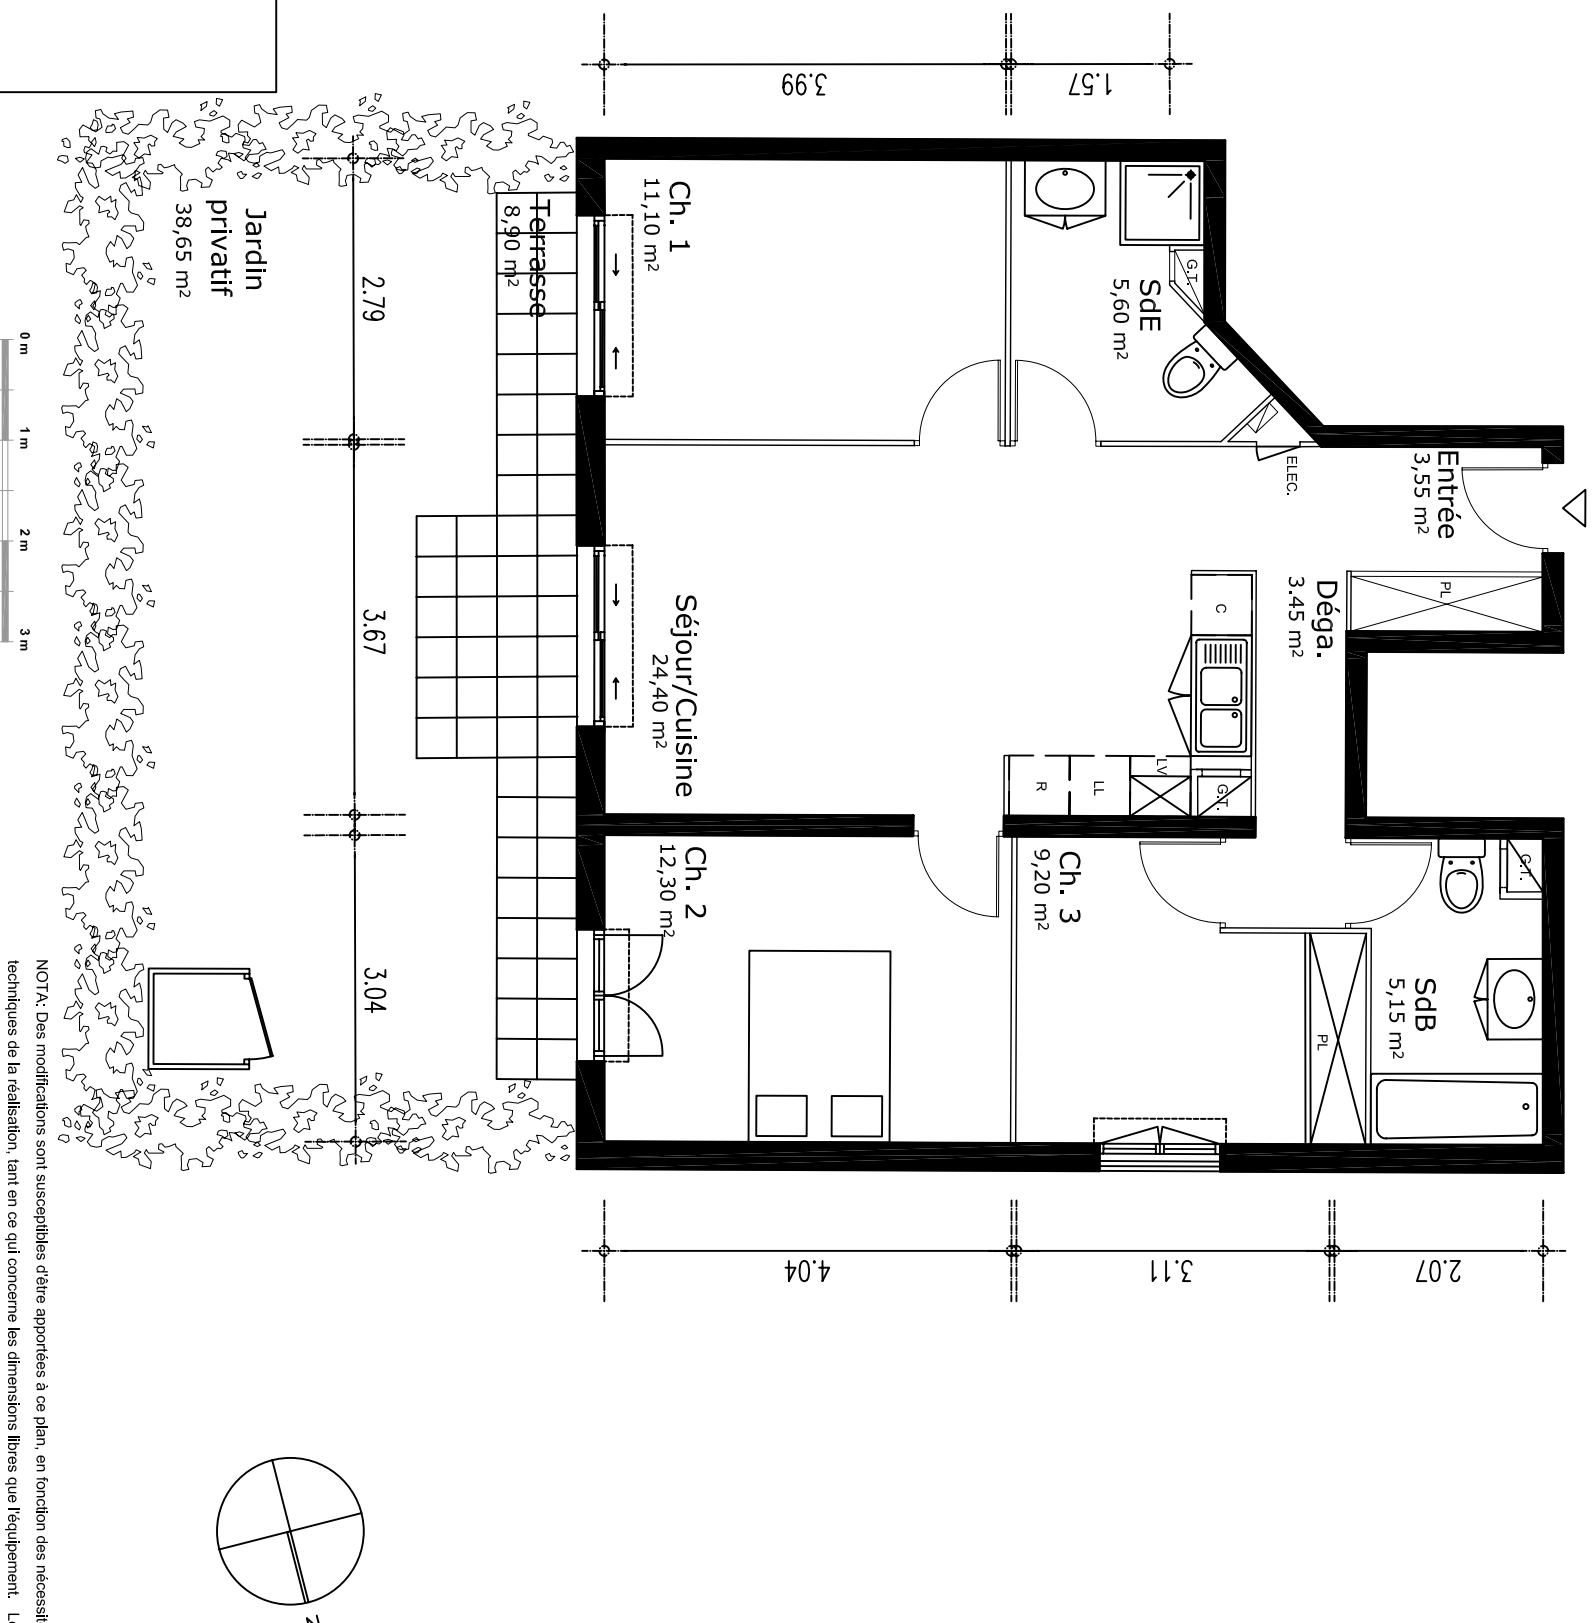 3.99
1.57
Ch. 1
11,10 m²
SdE
5,60 m²
G.T.
Terrasse
8,90 m²
Jardin
privatif
38,65 m²
2.79
3.67
3.04
ELEC.
Entrée
3,55 m²
PL
Déga.
3.45 m²
C
Séjour/Cuisine
24,40 m²
R
LL
LV
G.T.
Ch. 2
12,30 m²
Ch. 3
9,20 m²
G.T.
SdB
5,15 m²
PL
4.04
3.11
2.07
0 m
1 m
2 m
3 m
NOTA: Des modifications sont susceptibles d'être apportées à ce plan, en fonction des
techniques de la réalisation, tant en ce qui concerne les dimensions libres que l'équipement.